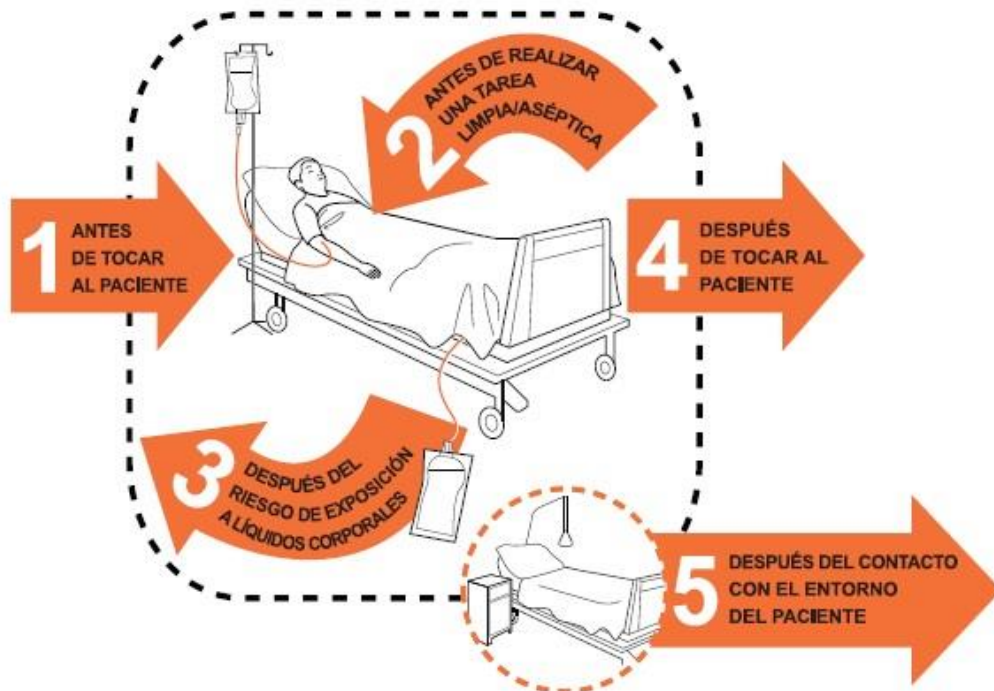 1
ANTES
DE TOCAR
AL PACIENTE
2
ANTES DE REALIZAR
UNA TAREA
LIMPIA/ASÉPTICA
3
DESPUÉS DEL
RIESGO DE EXPOSICIÓN
A LÍQUIDOS CORPORALES
4
DESPUÉS
DE TOCAR AL
PACIENTE
5
DESPUÉS DEL CONTACTO
CON EL ENTORNO
DEL PACIENTE